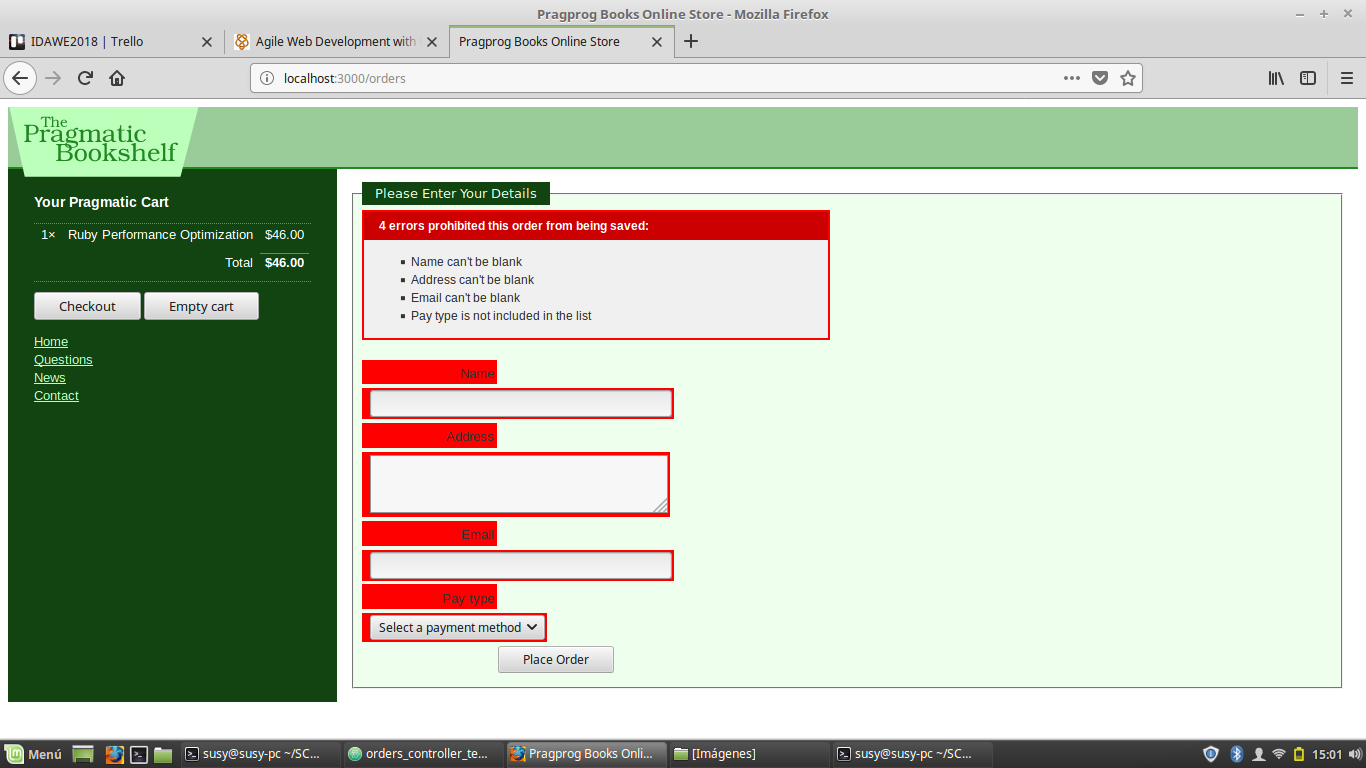 Pragprog Books Online Store - Mozilla Firefox
IDAWE2018 | Trello
Agile Web Development with
Pragprog Books Online Store
localhost:3000/orders
The
Pragmatic
Bookshelf
Your Pragmatic Cart
1× Ruby Performance Optimization $46.00
Total $46.00
Checkout Empty cart
Home
Questions
News
Contact
Please Enter Your Details
4 errors prohibited this order from being saved:
Name can't be blank
Address can't be blank
Email can't be blank
Pay type is not included in the list
Name
Address
Email
Pay type
Select a payment method
Place Order
Menú
susy@susy-pc ~/SC...
orders_controller_te...
Pragprog Books Onli...
[Imágenes]
susy@susy-pc ~/SC...
15:01